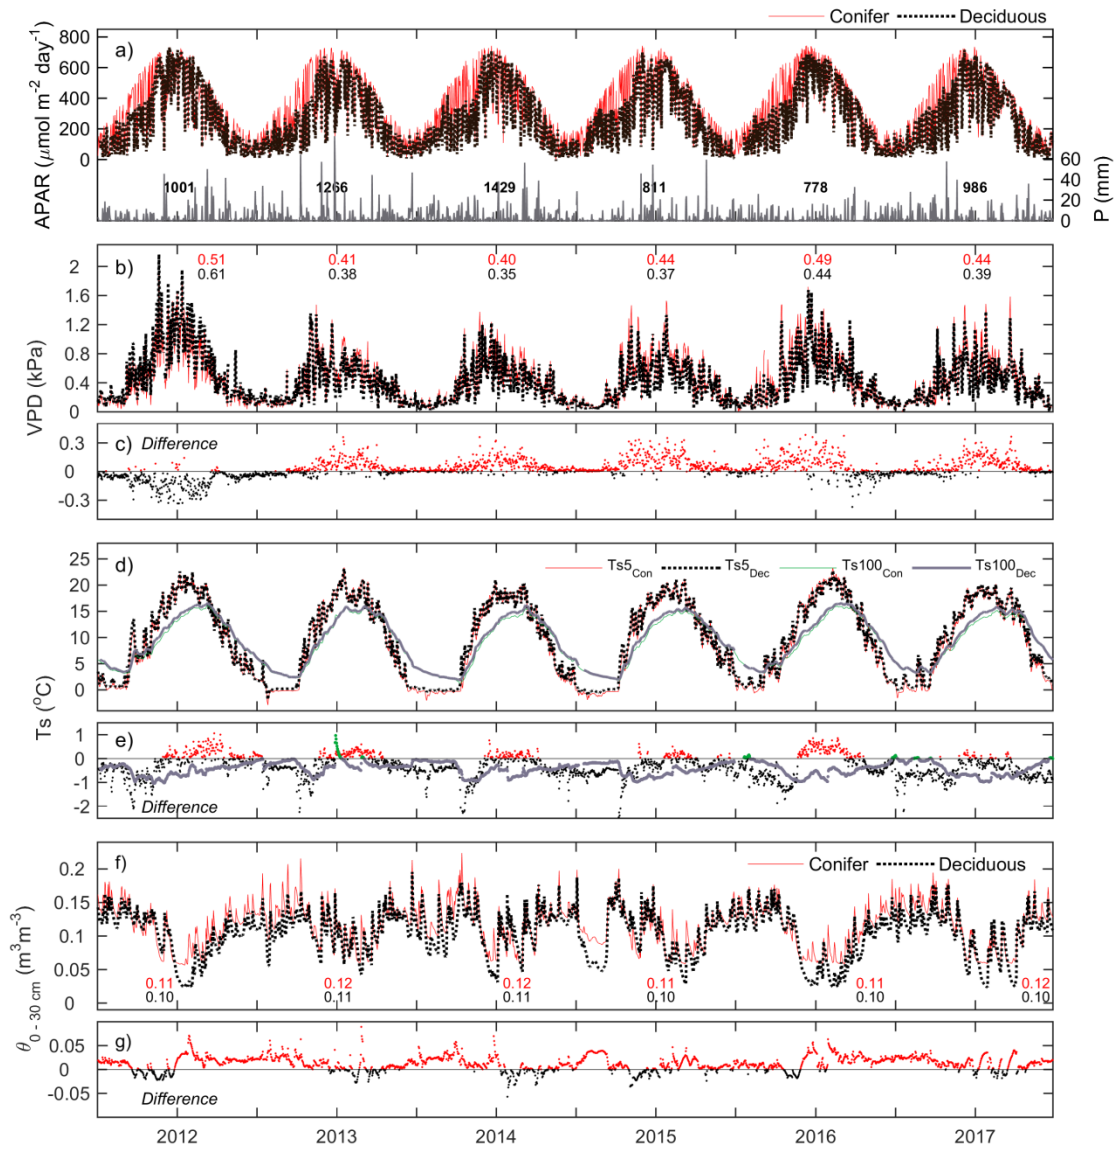 Conifer Deciduous
a)
800
600
400
200
0
APAR (μmol m⁻² day⁻¹)
60
40
20
0
P (mm)
1001 1266 1429 811 778 986
b)
0.51 0.41 0.40 0.44 0.49 0.44
0.61 0.38 0.35 0.37 0.44 0.39
2
1.6
1.2
0.8
0.4
0
VPD (kPa)
c) Difference
0.3
0
-0.3
d)
Ts5Con Ts5Dec Ts100Con Ts100Dec
25
20
15
10
5
0
Ts (°C)
e)
1
0
-1
-2
Difference
f)
Conifer Deciduous
0.2
0.15
0.1
0.05
0
θ0 - 30 cm (m³m⁻³)
0.11 0.12 0.12 0.11 0.11 0.12
0.10 0.11 0.11 0.10 0.10 0.10
g)
0.05
0
-0.05
Difference
2012 2013 2014 2015 2016 2017